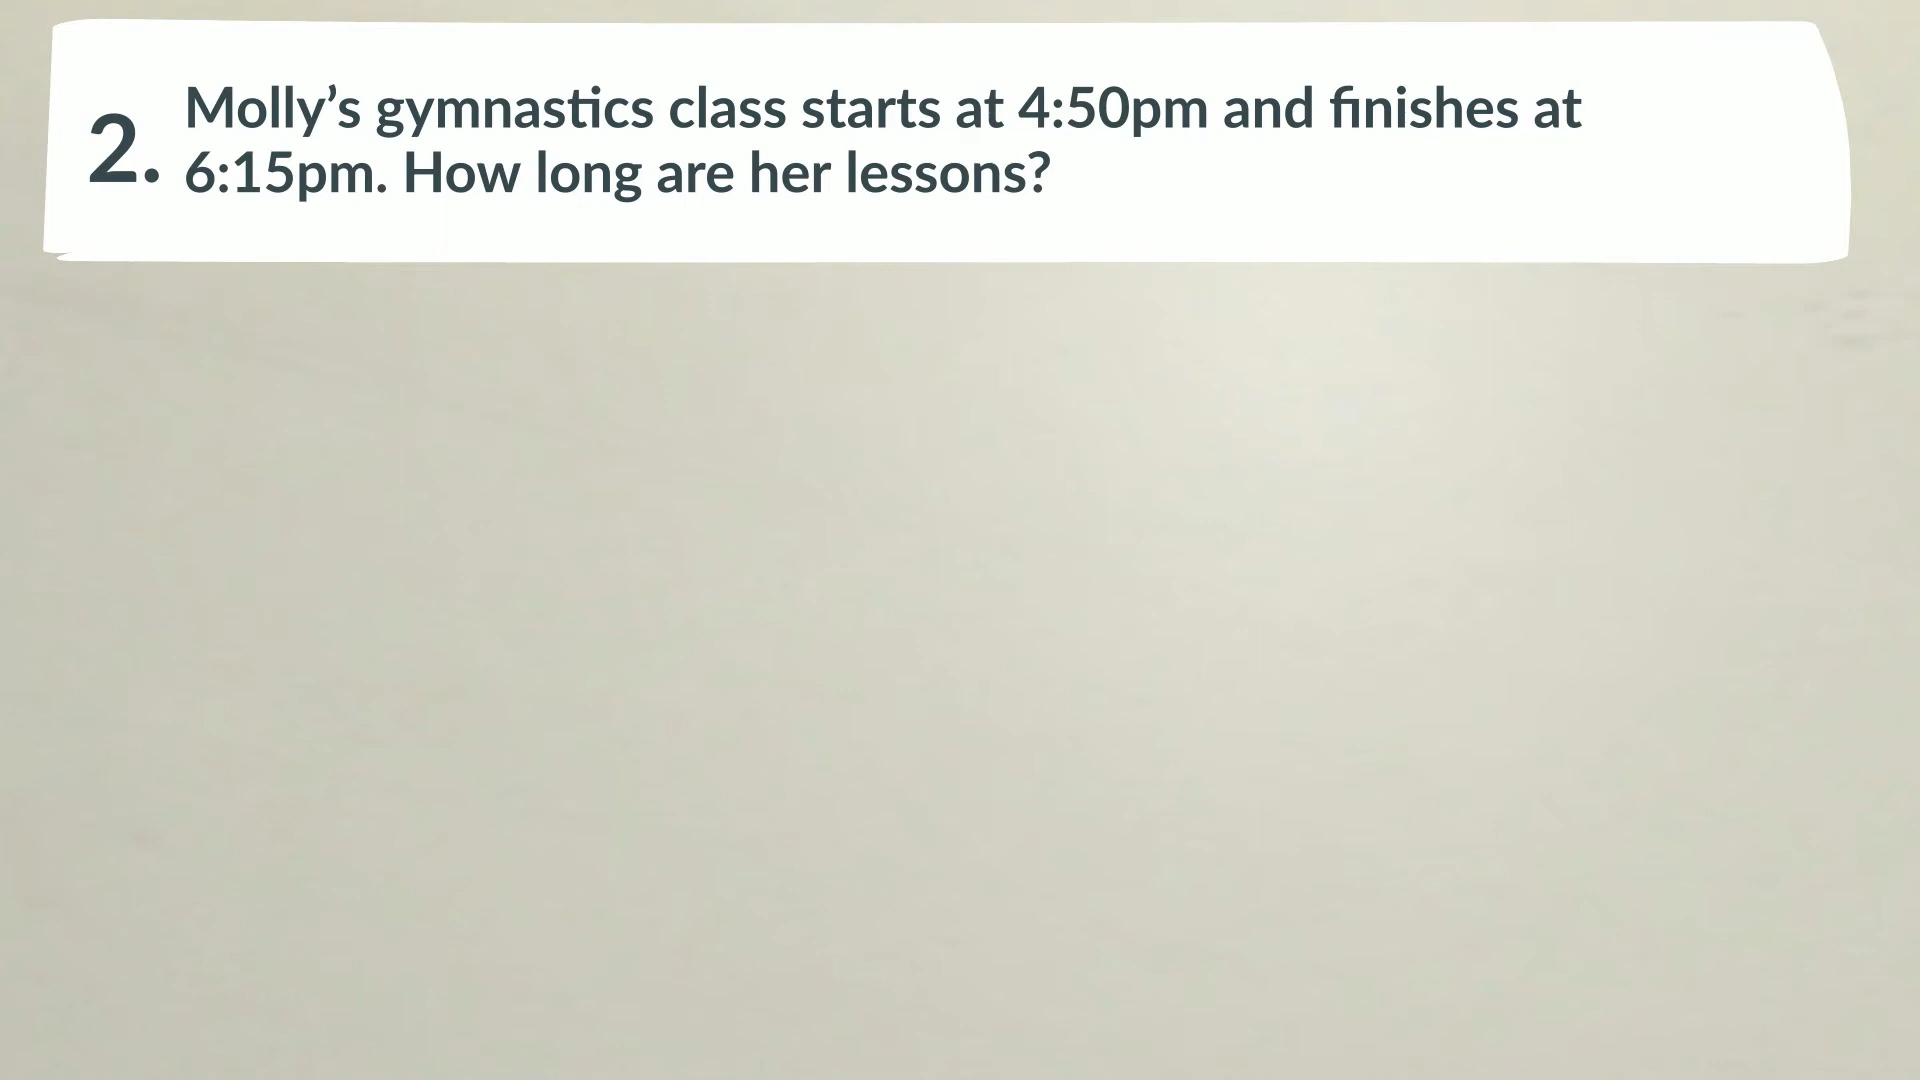 2. Molly’s gymnastics class starts at 4:50pm and finishes at
6:15pm. How long are her lessons?